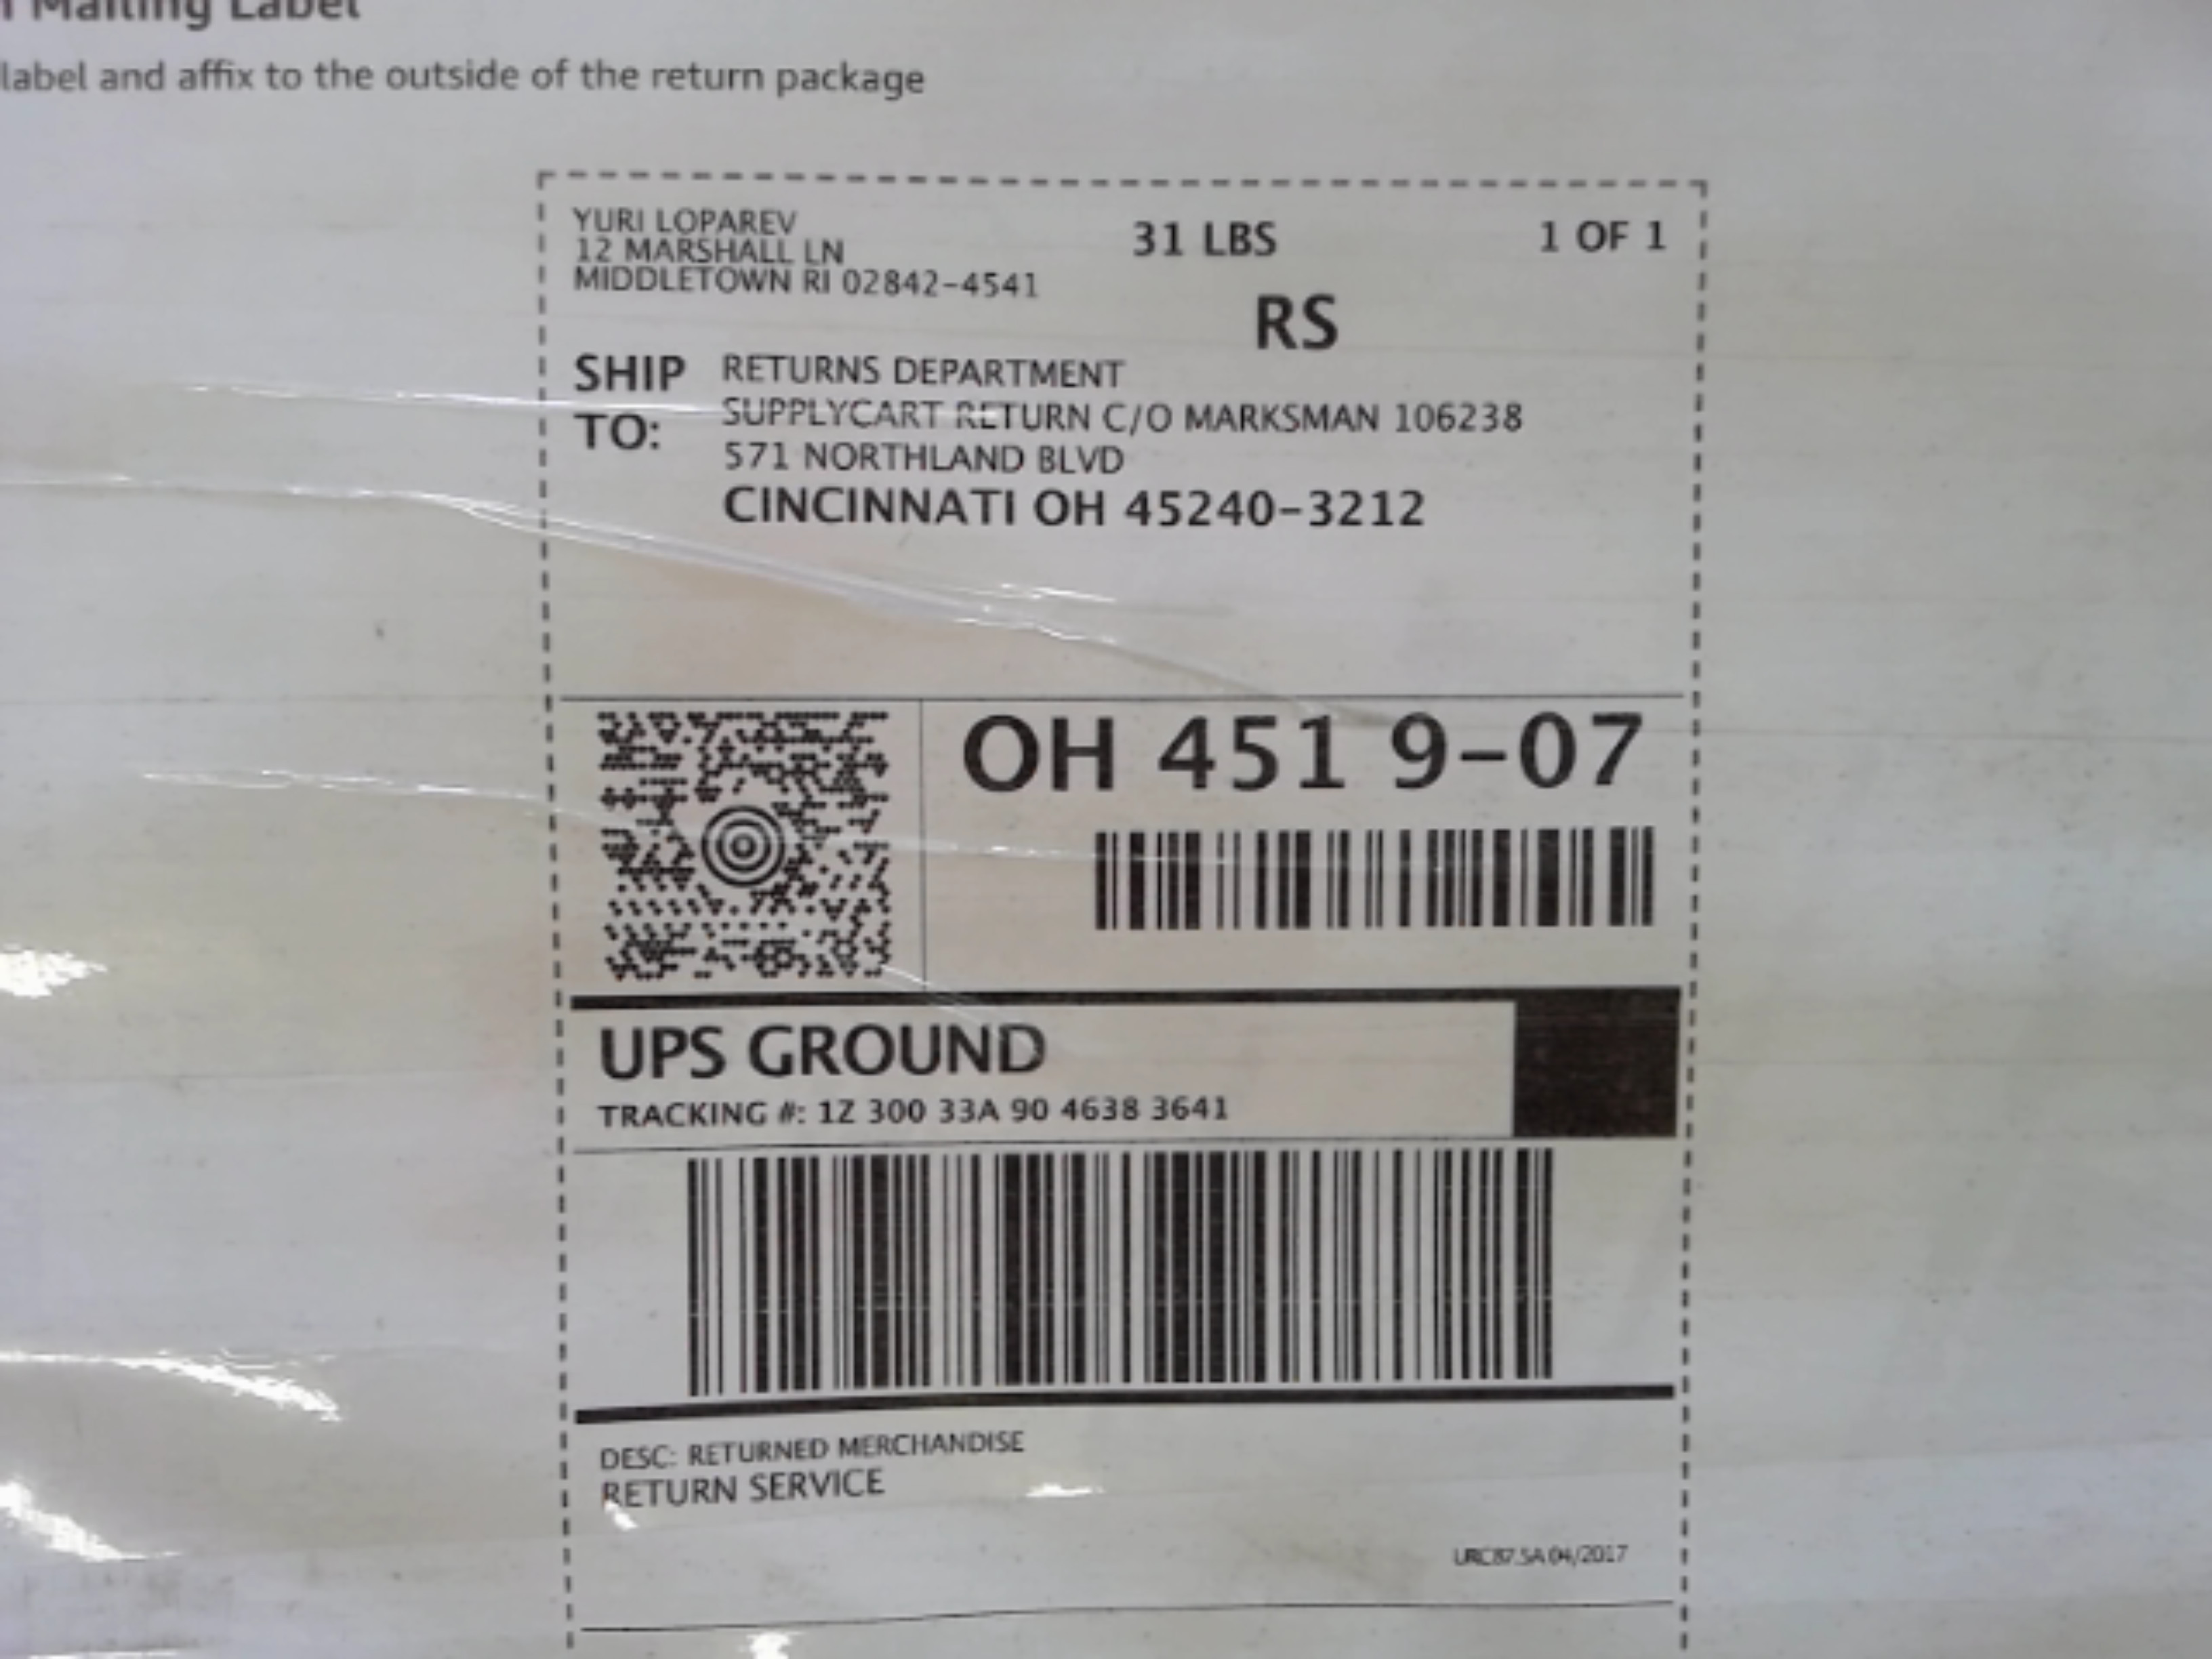 Mailing Label
label and affix to the outside of the return package
YURI LOPAREV
12 MARSHALL LN
MIDDLETOWN RI 02842-4541
31 LBS
1 OF 1
RS
SHIP TO:
RETURNS DEPARTMENT
SUPPLYCART RETURN C/O MARKSMAN 106238
571 NORTHLAND BLVD
CINCINNATI OH 45240-3212
OH 451 9-07
UPS GROUND
TRACKING #: 1Z 300 33A 90 4638 3641
DESC: RETURNED MERCHANDISE
RETURN SERVICE
URC87.5A 04/2017